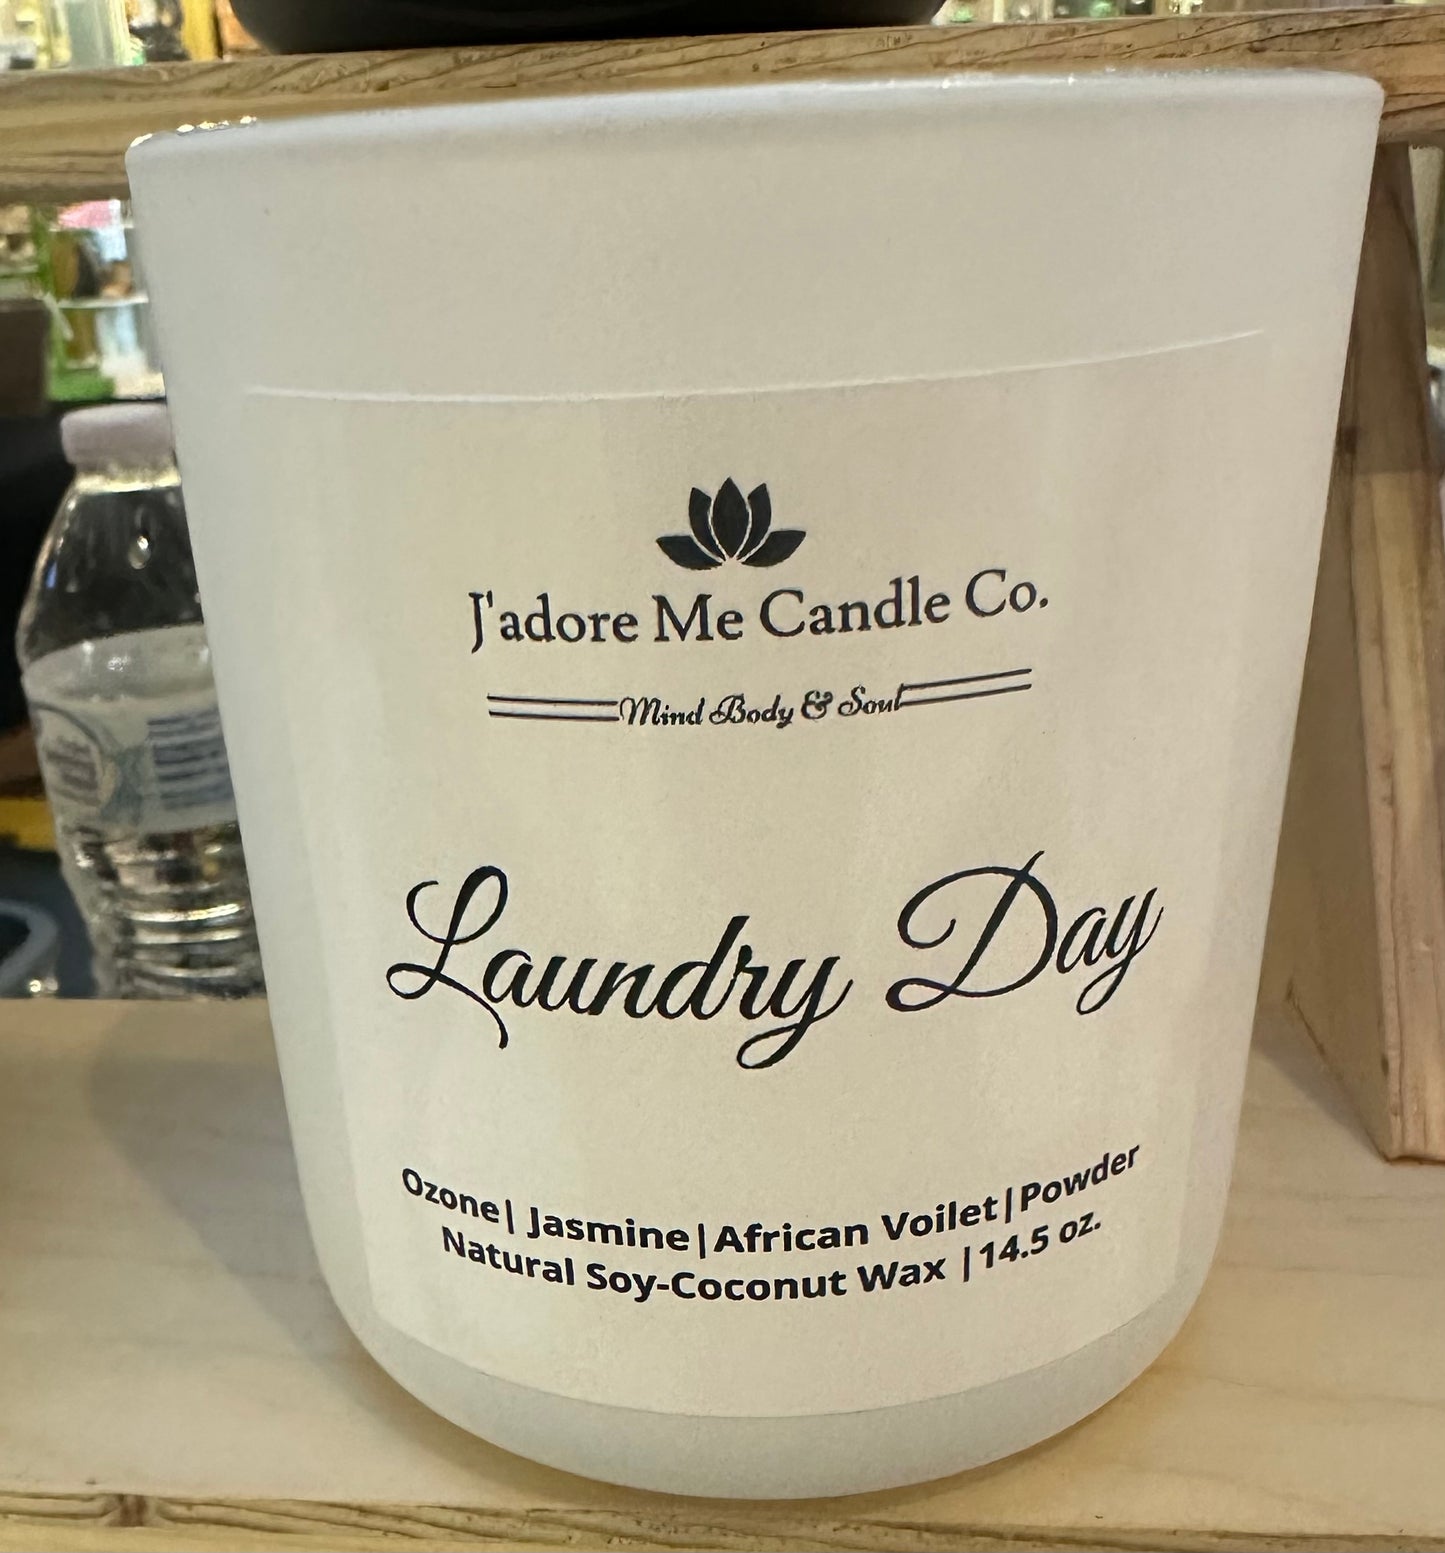 J'adore Me Candle Co.
Mind Body & Soul
Laundry Day
Ozone| Jasmine|African Voilet|Powder
Natural Soy-Coconut Wax |14.5 oz.